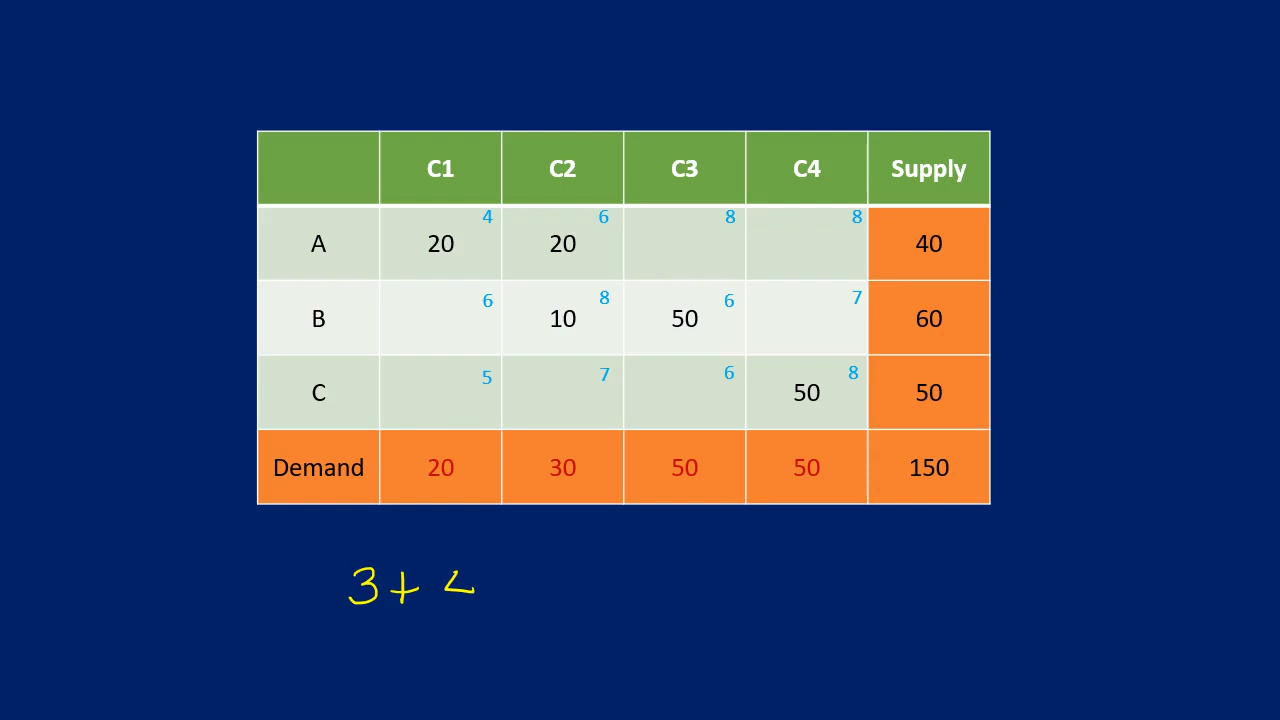 C1 C2 C3 C4 Supply
4 6 8 8
A 20 20 40
6 8 6 7
B 10 50 60
5 7 6 8
C 50 50
Demand 20 30 50 50 150
3 + 4